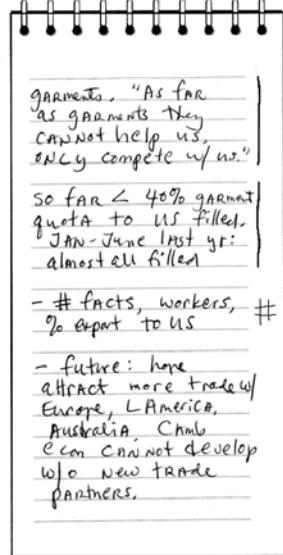 garments. "As far
as garments they
cannot help us,
only compete w/ us."
So far < 40% garment
quota to US filled.
Jan-June last yr:
almost all filled
- # facts, workers, #
% export to US
- future: hope
attract more trade w/
Europe, LAmerica,
Australia. Camb
econ cannot develop
w/o new trade
partners.